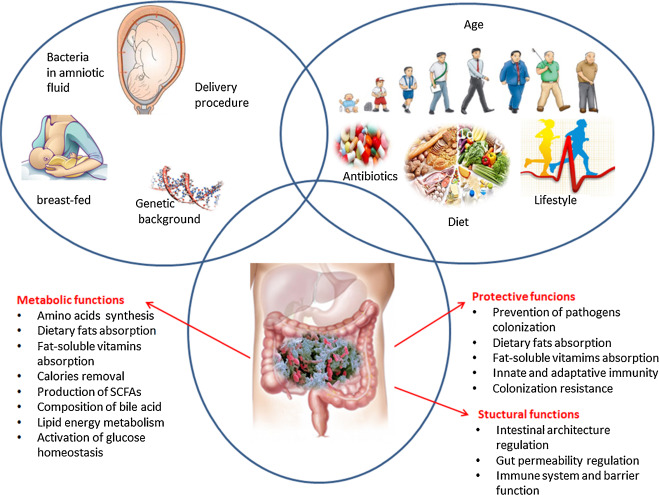 Bacteria
in amniotic
fluid
Delivery
procedure
breast-fed
Genetic
background
Age
Antibiotics
Diet
Lifestyle
Metabolic functions
• Amino acids synthesis
• Dietary fats absorption
• Fat-soluble vitamins
absorption
• Calories removal
• Production of SCFAs
• Composition of bile acid
• Lipid energy metabolism
• Activation of glucose
homeostasis
Protective funcions
• Prevention of pathogens
colonization
• Dietary fats absorption
• Fat-soluble vitamims absorption
• Innate and adaptative immunity
• Colonization resistance
Stuctural functions
• Intestinal architecture
regulation
• Gut permeability regulation
• Immune system and barrier
function